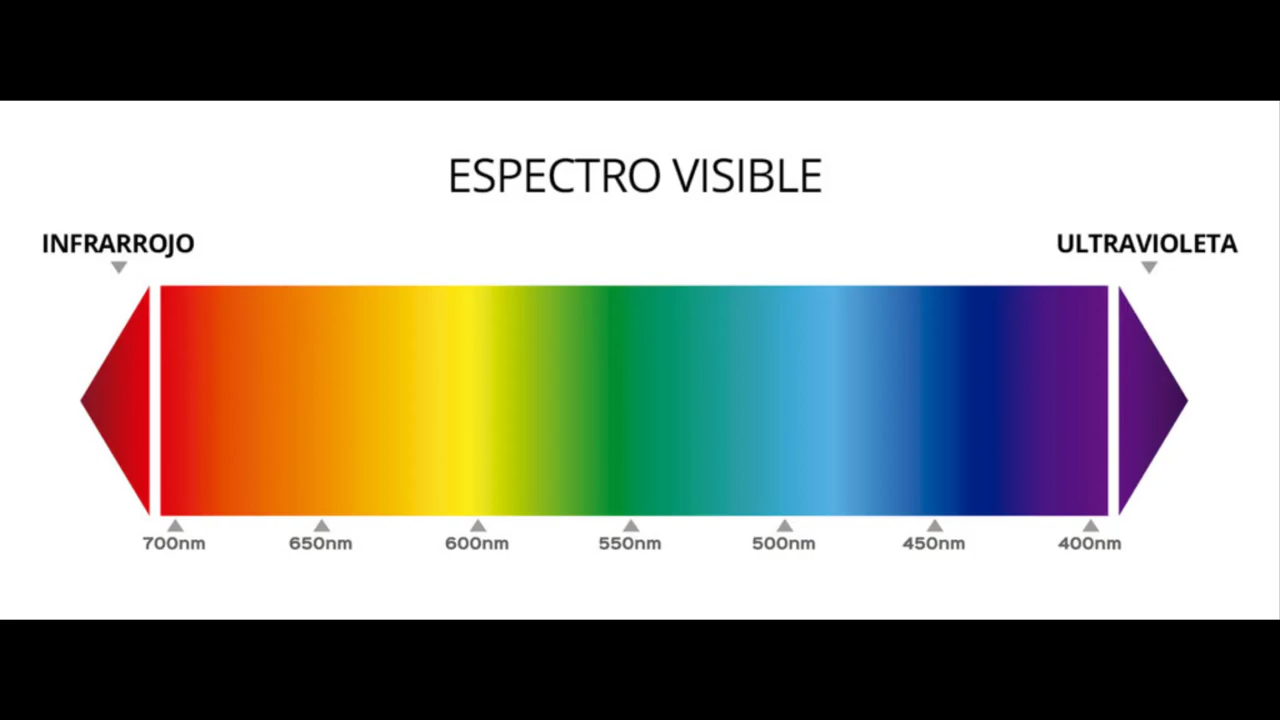 ESPECTRO VISIBLE
INFRARROJO
ULTRAVIOLETA
700nm
650nm
600nm
550nm
500nm
450nm
400nm